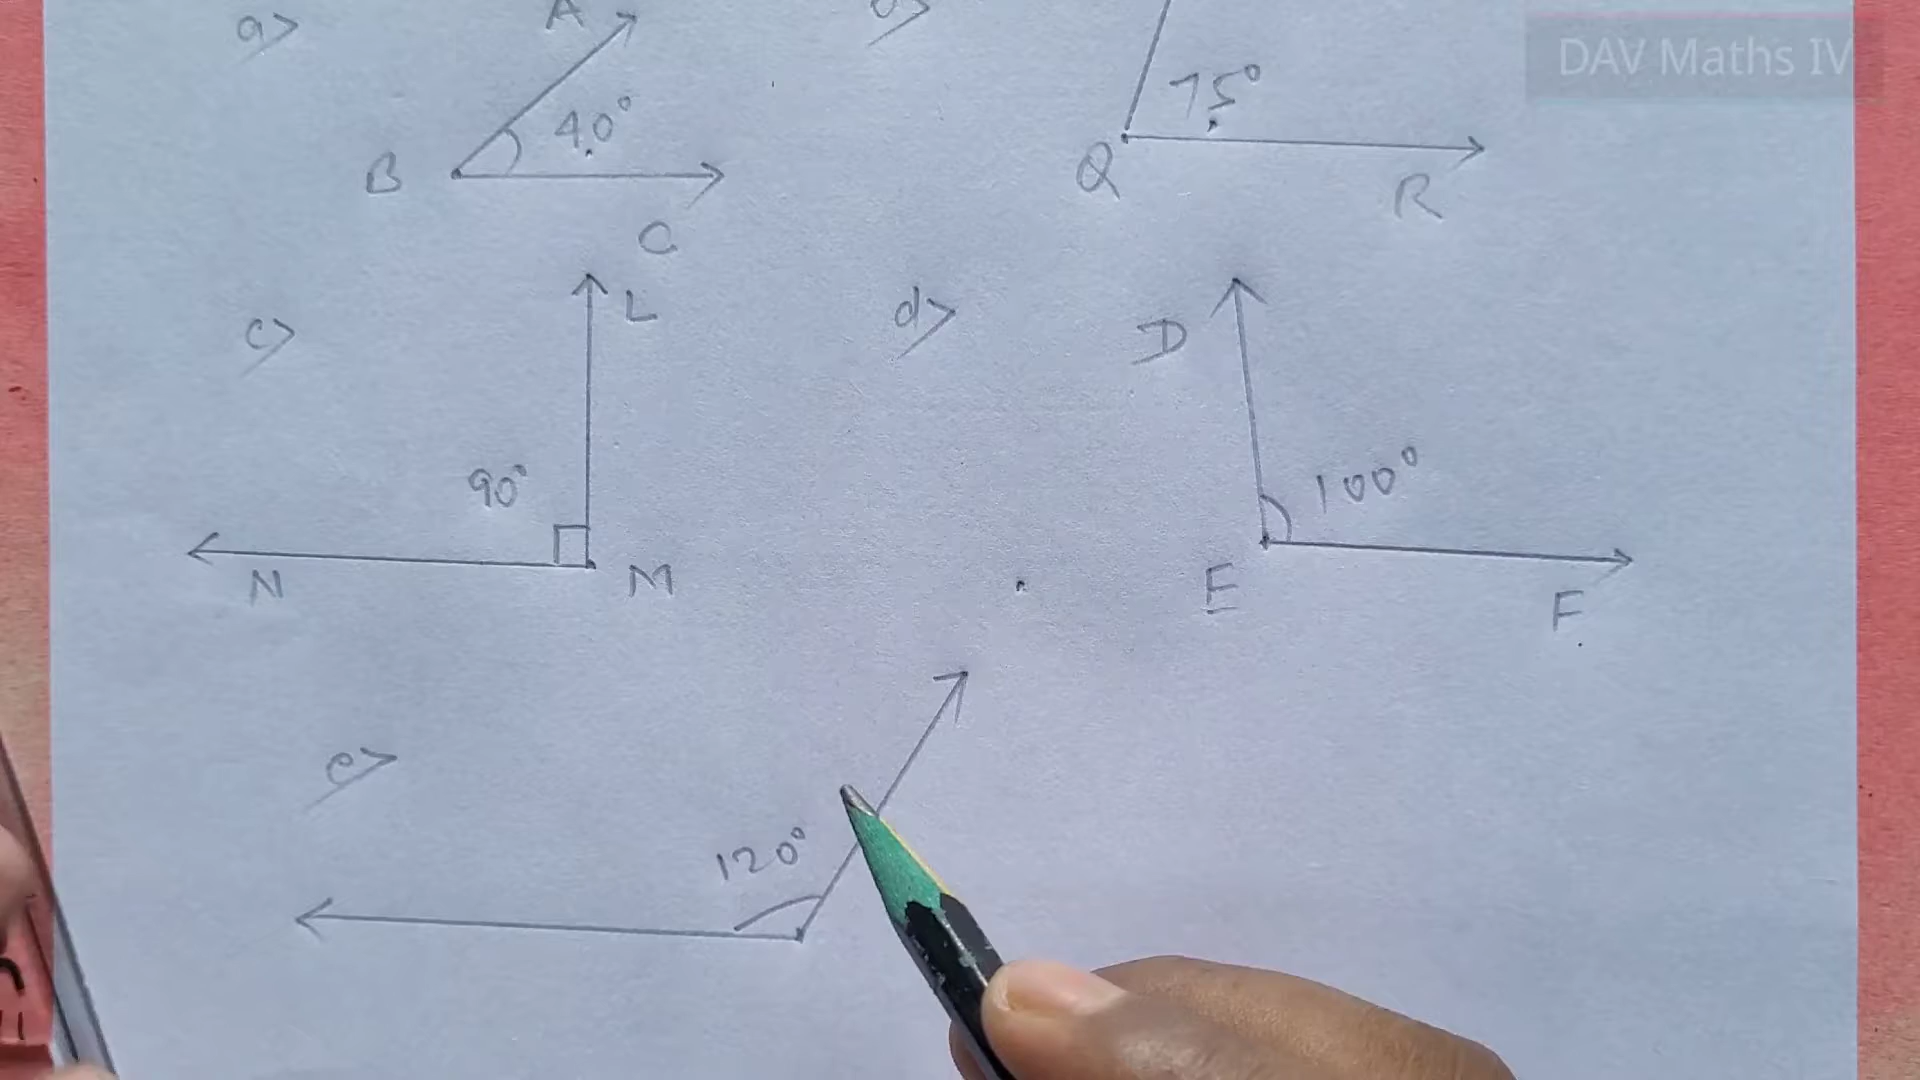 DAV Maths IV
a> A
40°
B
C
75°
Q
R
c> L
90°
N M
d> D
100°
E
F
e>
120°